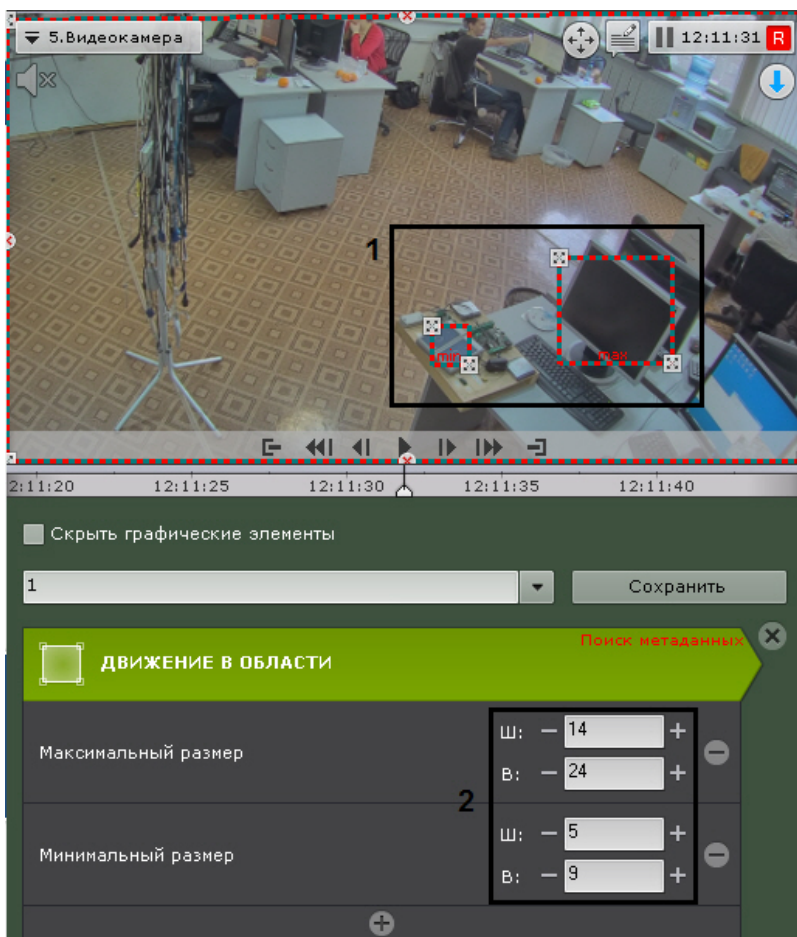 5.Видеокамера
12:11:31 R
1
min
max
2:11:20 12:11:25 12:11:30 12:11:35 12:11:40
Скрыть графические элементы
1 Сохранить
Поиск метаданных
ДВИЖЕНИЕ В ОБЛАСТИ
Максимальный размер
Ш: − 14 +
В: − 24 +
2
Минимальный размер
Ш: − 5 +
В: − 9 +